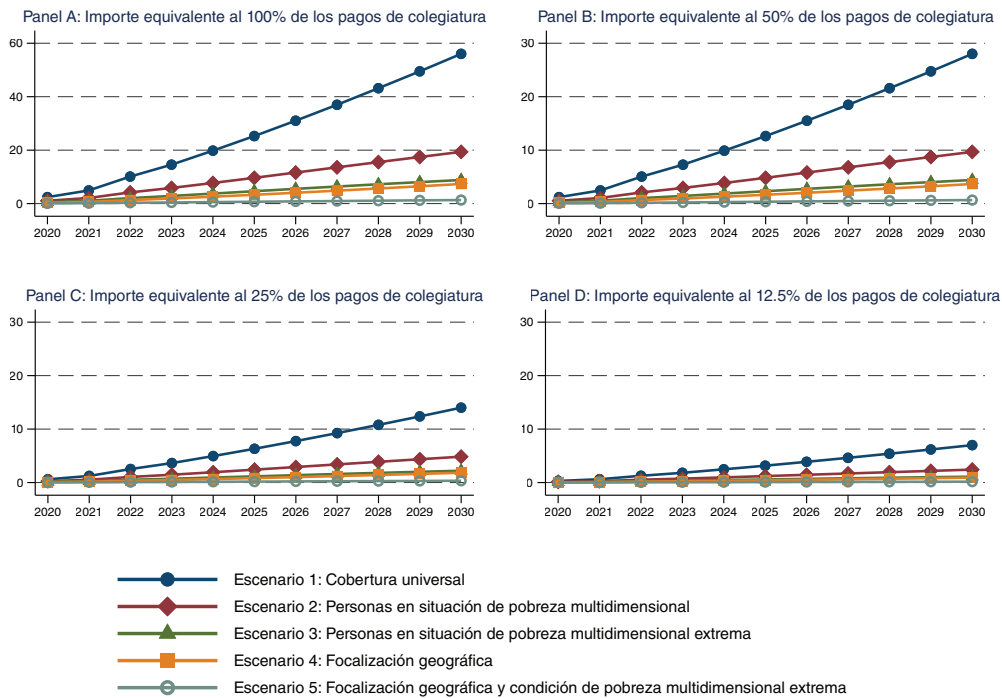 Panel A: Importe equivalente al 100% de los pagos de colegiatura
60
40
20
0
2020 2021 2022 2023 2024 2025 2026 2027 2028 2029 2030
Panel B: Importe equivalente al 50% de los pagos de colegiatura
30
20
10
0
2020 2021 2022 2023 2024 2025 2026 2027 2028 2029 2030
Panel C: Importe equivalente al 25% de los pagos de colegiatura
30
20
10
0
2020 2021 2022 2023 2024 2025 2026 2027 2028 2029 2030
Panel D: Importe equivalente al 12.5% de los pagos de colegiatura
30
20
10
0
2020 2021 2022 2023 2024 2025 2026 2027 2028 2029 2030
Escenario 1: Cobertura universal
Escenario 2: Personas en situación de pobreza multidimensional
Escenario 3: Personas en situación de pobreza multidimensional extrema
Escenario 4: Focalización geográfica
Escenario 5: Focalización geográfica y condición de pobreza multidimensional extrema